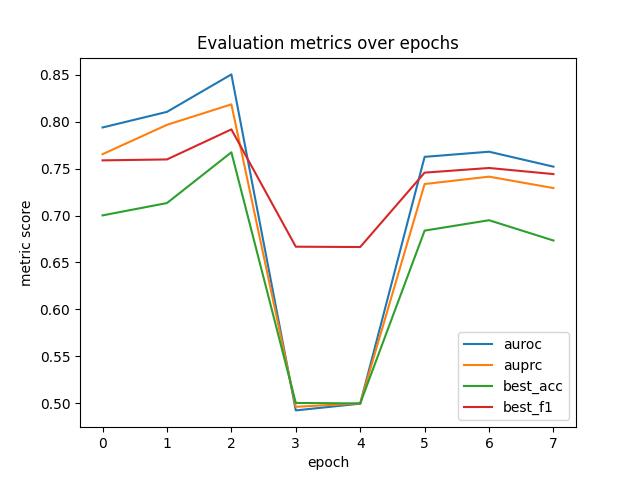 Evaluation metrics over epochs
metric score
0.85
0.80
0.75
0.70
0.65
0.60
0.55
0.50
0 1 2 3 4 5 6 7
epoch
auroc
auprc
best_acc
best_f1